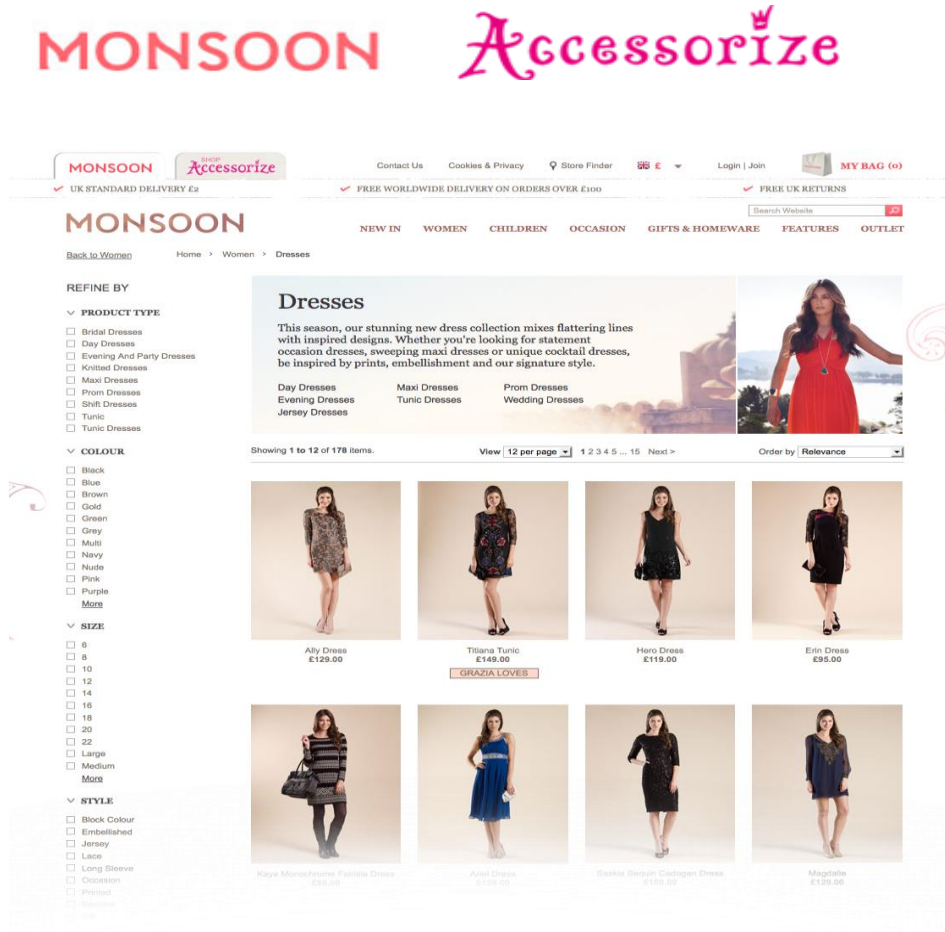 MONSOON Accessorize
MONSOON SHOP Accessorize Contact Us Cookies & Privacy Store Finder £ Login | Join MY BAG (0)
UK STANDARD DELIVERY £2 FREE WORLDWIDE DELIVERY ON ORDERS OVER £100 FREE UK RETURNS
Search Website
MONSOON NEW IN WOMEN CHILDREN OCCASION GIFTS & HOMEWARE FEATURES OUTLET
Back to Women Home > Women > Dresses
REFINE BY
PRODUCT TYPE
Bridal Dresses
Day Dresses
Evening And Party Dresses
Knitted Dresses
Maxi Dresses
Prom Dresses
Shift Dresses
Tunic
Tunic Dresses
COLOUR
Black
Blue
Brown
Gold
Green
Grey
Multi
Navy
Nude
Pink
Purple
More
SIZE
6
8
10
12
14
16
18
20
22
Large
Medium
More
STYLE
Block Colour
Embellished
Jersey
Lace
Long Sleeve
Occasion
Printed
Dresses
This season, our stunning new dress collection mixes flattering lines
with inspired designs. Whether you're looking for statement
occasion dresses, sweeping maxi dresses or unique cocktail dresses,
be inspired by prints, embellishment and our signature style.
Day Dresses Maxi Dresses Prom Dresses
Evening Dresses Tunic Dresses Wedding Dresses
Jersey Dresses
Showing 1 to 12 of 178 items. View 12 per page 1 2 3 4 5 ... 15 Next > Order by Relevance
Ally Dress Titiana Tunic Hero Dress Erin Dress
£129.00 £149.00 £119.00 £95.00
GRAZIA LOVES
Kaya Monochrome Fairisle Dress Ariel Dress Saskia Sequin Cadogan Dress Magdalie
£129.00